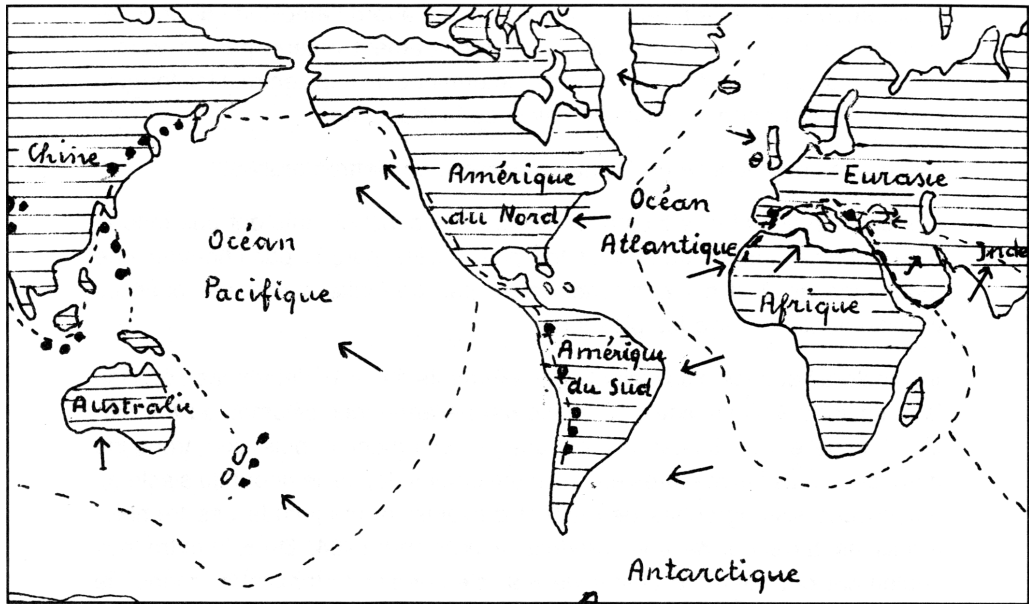 Chine
Amérique
du Nord
Océan
Pacifique
Océan
Atlantique
Eurasie
Inde
Afrique
Amérique
du Sud
Australie
Antarctique